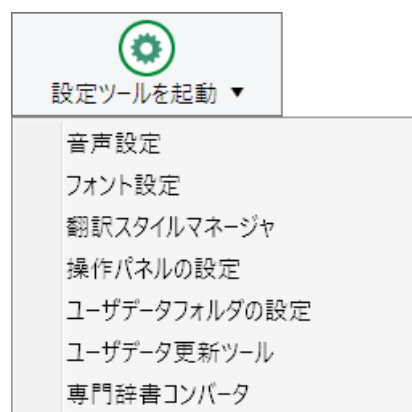 設定ツールを起動 ▼
音声設定
フォント設定
翻訳スタイルマネージャ
操作パネルの設定
ユーザデータフォルダの設定
ユーザデータ更新ツール
専門辞書コンバータ